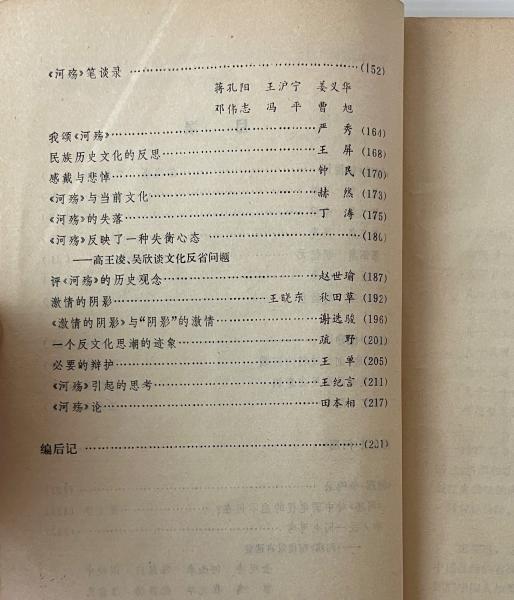 《河殇》笔谈录 ……………………………(152)
蒋孔阳 王沪宁 姜义华
邓伟志 冯平 曹旭
我颂《河殇》……………………………严秀 (164)
民族历史文化的反思……………………………王屏 (168)
感戴与悲悼……………………………钟民 (170)
《河殇》与当前文化……………………………赫然 (173)
《河殇》的失落……………………………丁涛 (175)
《河殇》反映了一种失衡心态 ……………………………(180)
——高王凌、吴欣谈文化反省问题
评《河殇》的历史观念……………………………赵世瑜 (187)
激情的阴影……………………………王晓东 秋田草 (192)
《激情的阴影》与“阴影”的激情……………………………谢选骏 (196)
一个反文化思潮的迹象……………………………疏野 (201)
必要的辩护……………………………王单 (205)
《河殇》引起的思考……………………………王纪言 (211)
《河殇》论……………………………田本相 (217)
编后记 ……………………………(231)